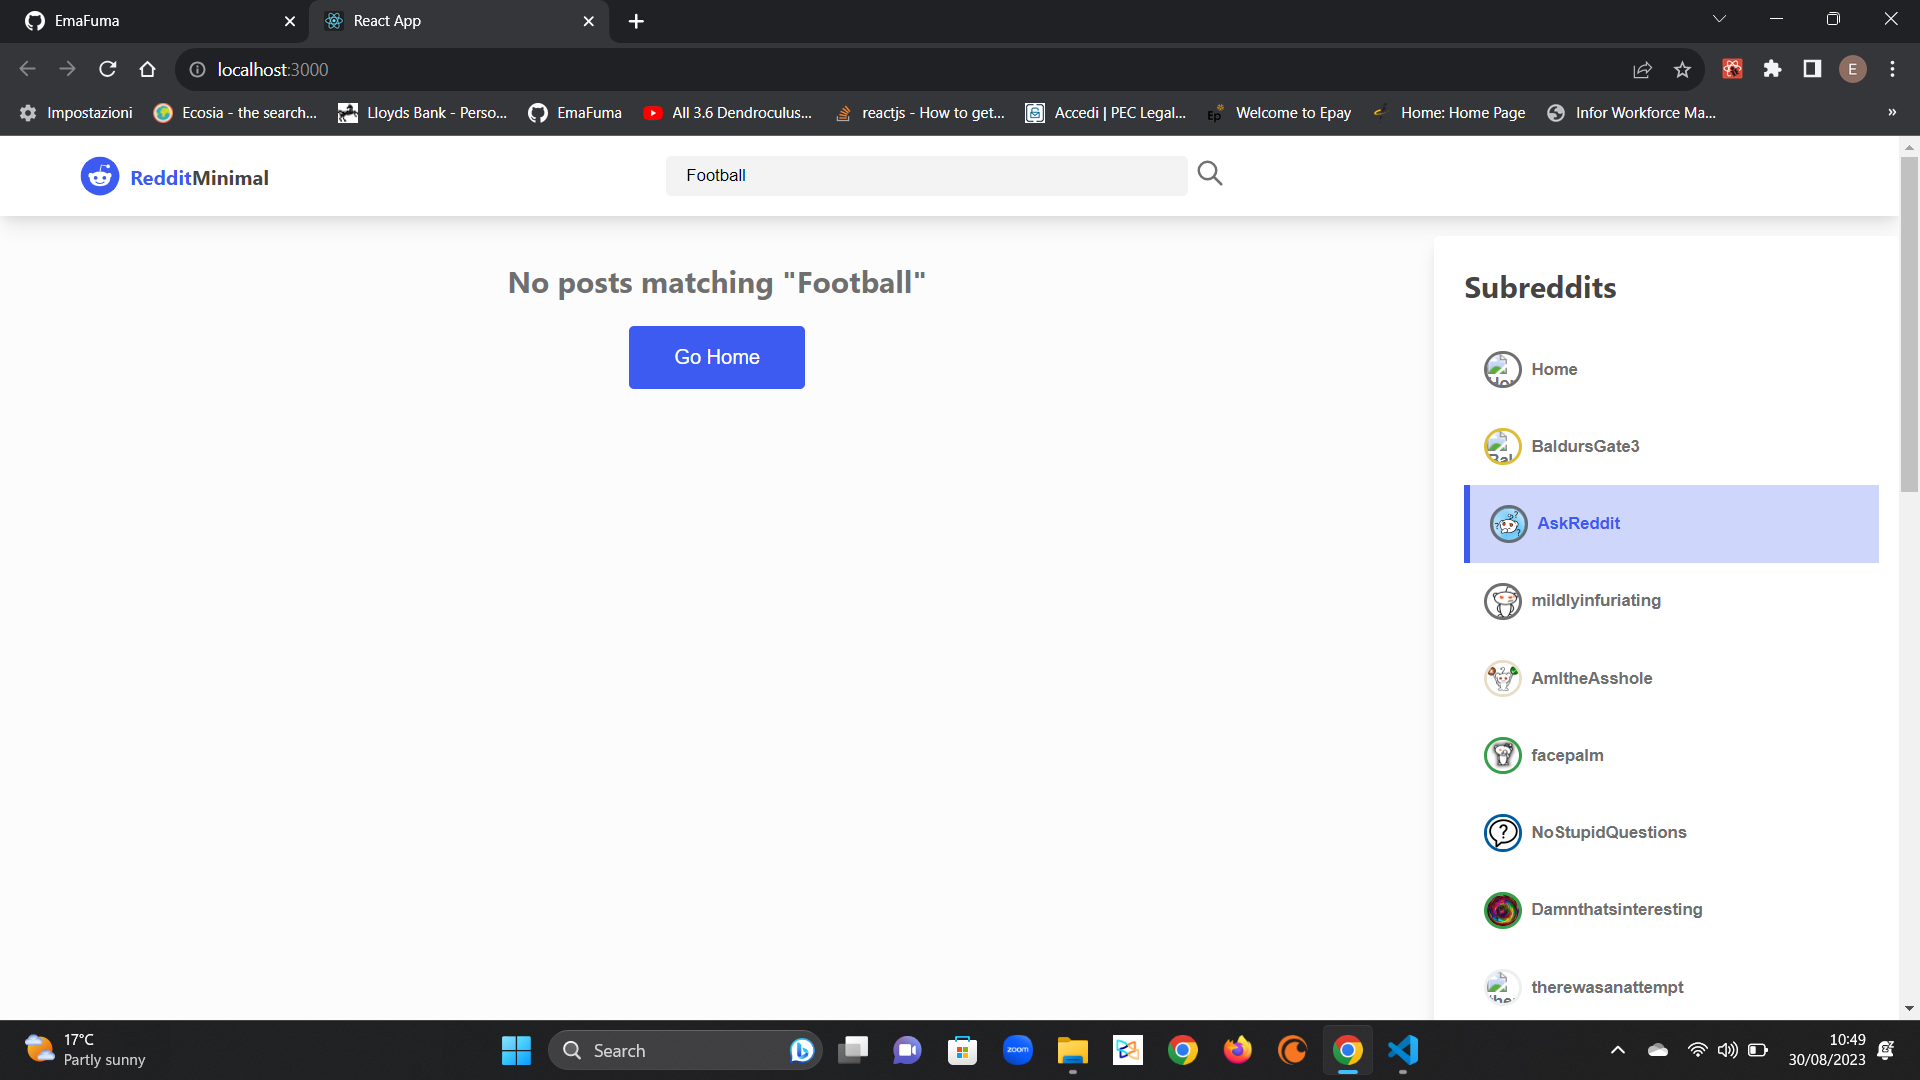 EmaFuma
React App
localhost:3000
E
Impostazioni
Ecosia - the search...
Lloyds Bank - Perso...
EmaFuma
All 3.6 Dendroculus...
reactjs - How to get...
Accedi | PEC Legal...
Ep
Welcome to Epay
Home: Home Page
Infor Workforce Ma...
»
RedditMinimal
Football
No posts matching "Football"
Go Home
Subreddits
Home
BaldursGate3
AskReddit
mildlyinfuriating
AmItheAsshole
facepalm
NoStupidQuestions
Damnthatsinteresting
therewasanattempt
17°C
Partly sunny
Search
zoom
10:49
30/08/2023